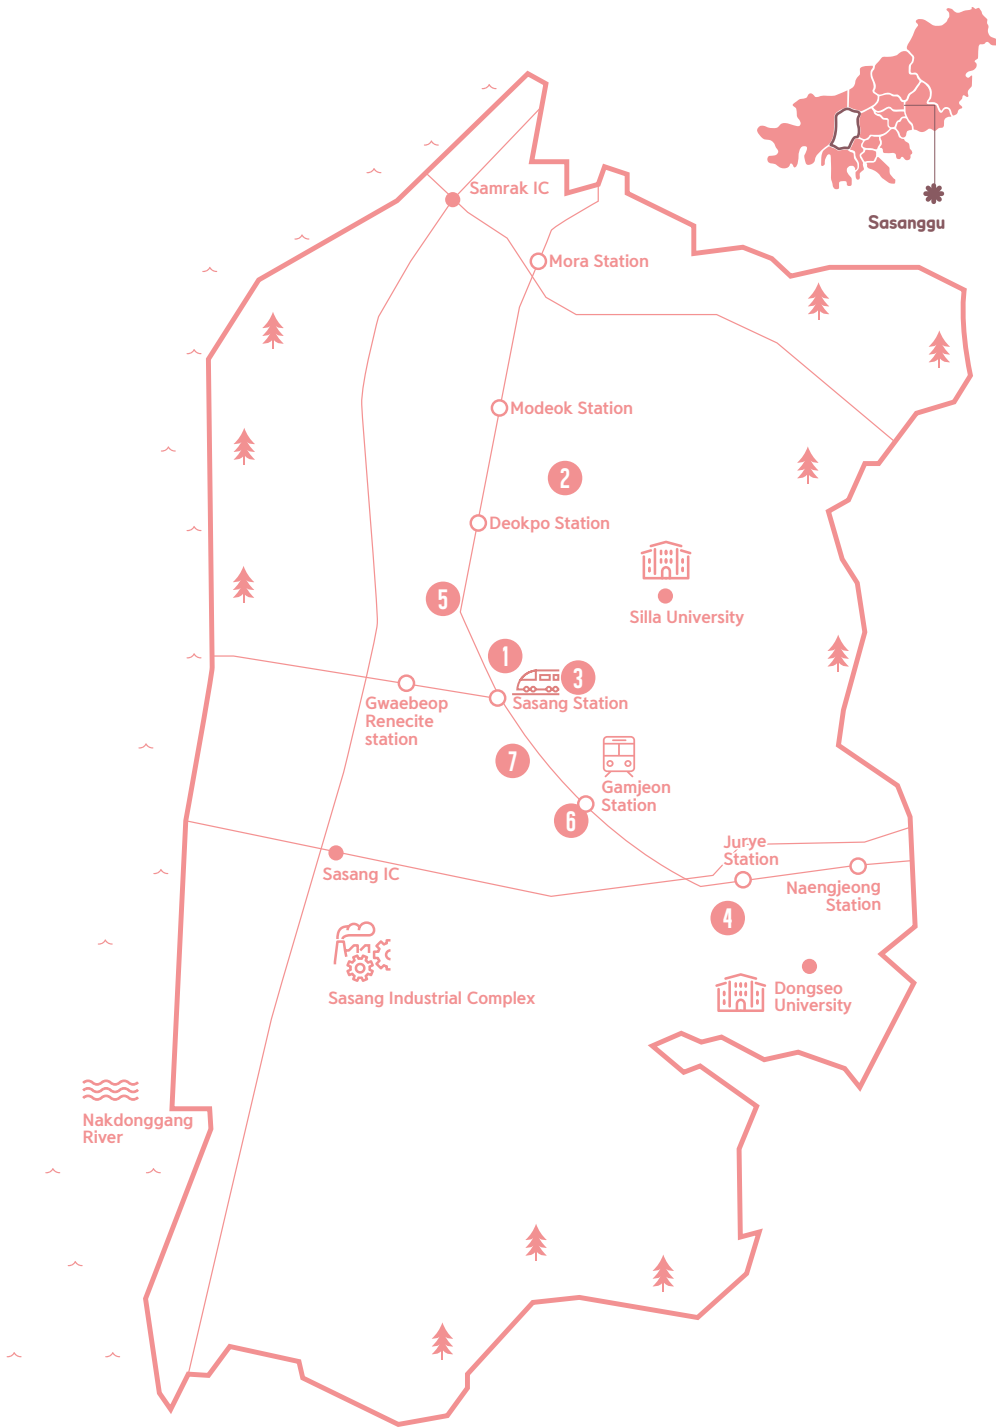 Sasanggu
Samrak IC
Mora Station
Modeok Station
2
Deokpo Station
5
Silla University
1
3
Sasang Station
Gwaebeop
Renecite
station
7
Gamjeon
Station
6
Jurye
Station
Sasang IC
Naengjeong
Station
4
Dongseo
University
Sasang Industrial Complex
Nakdonggang
River